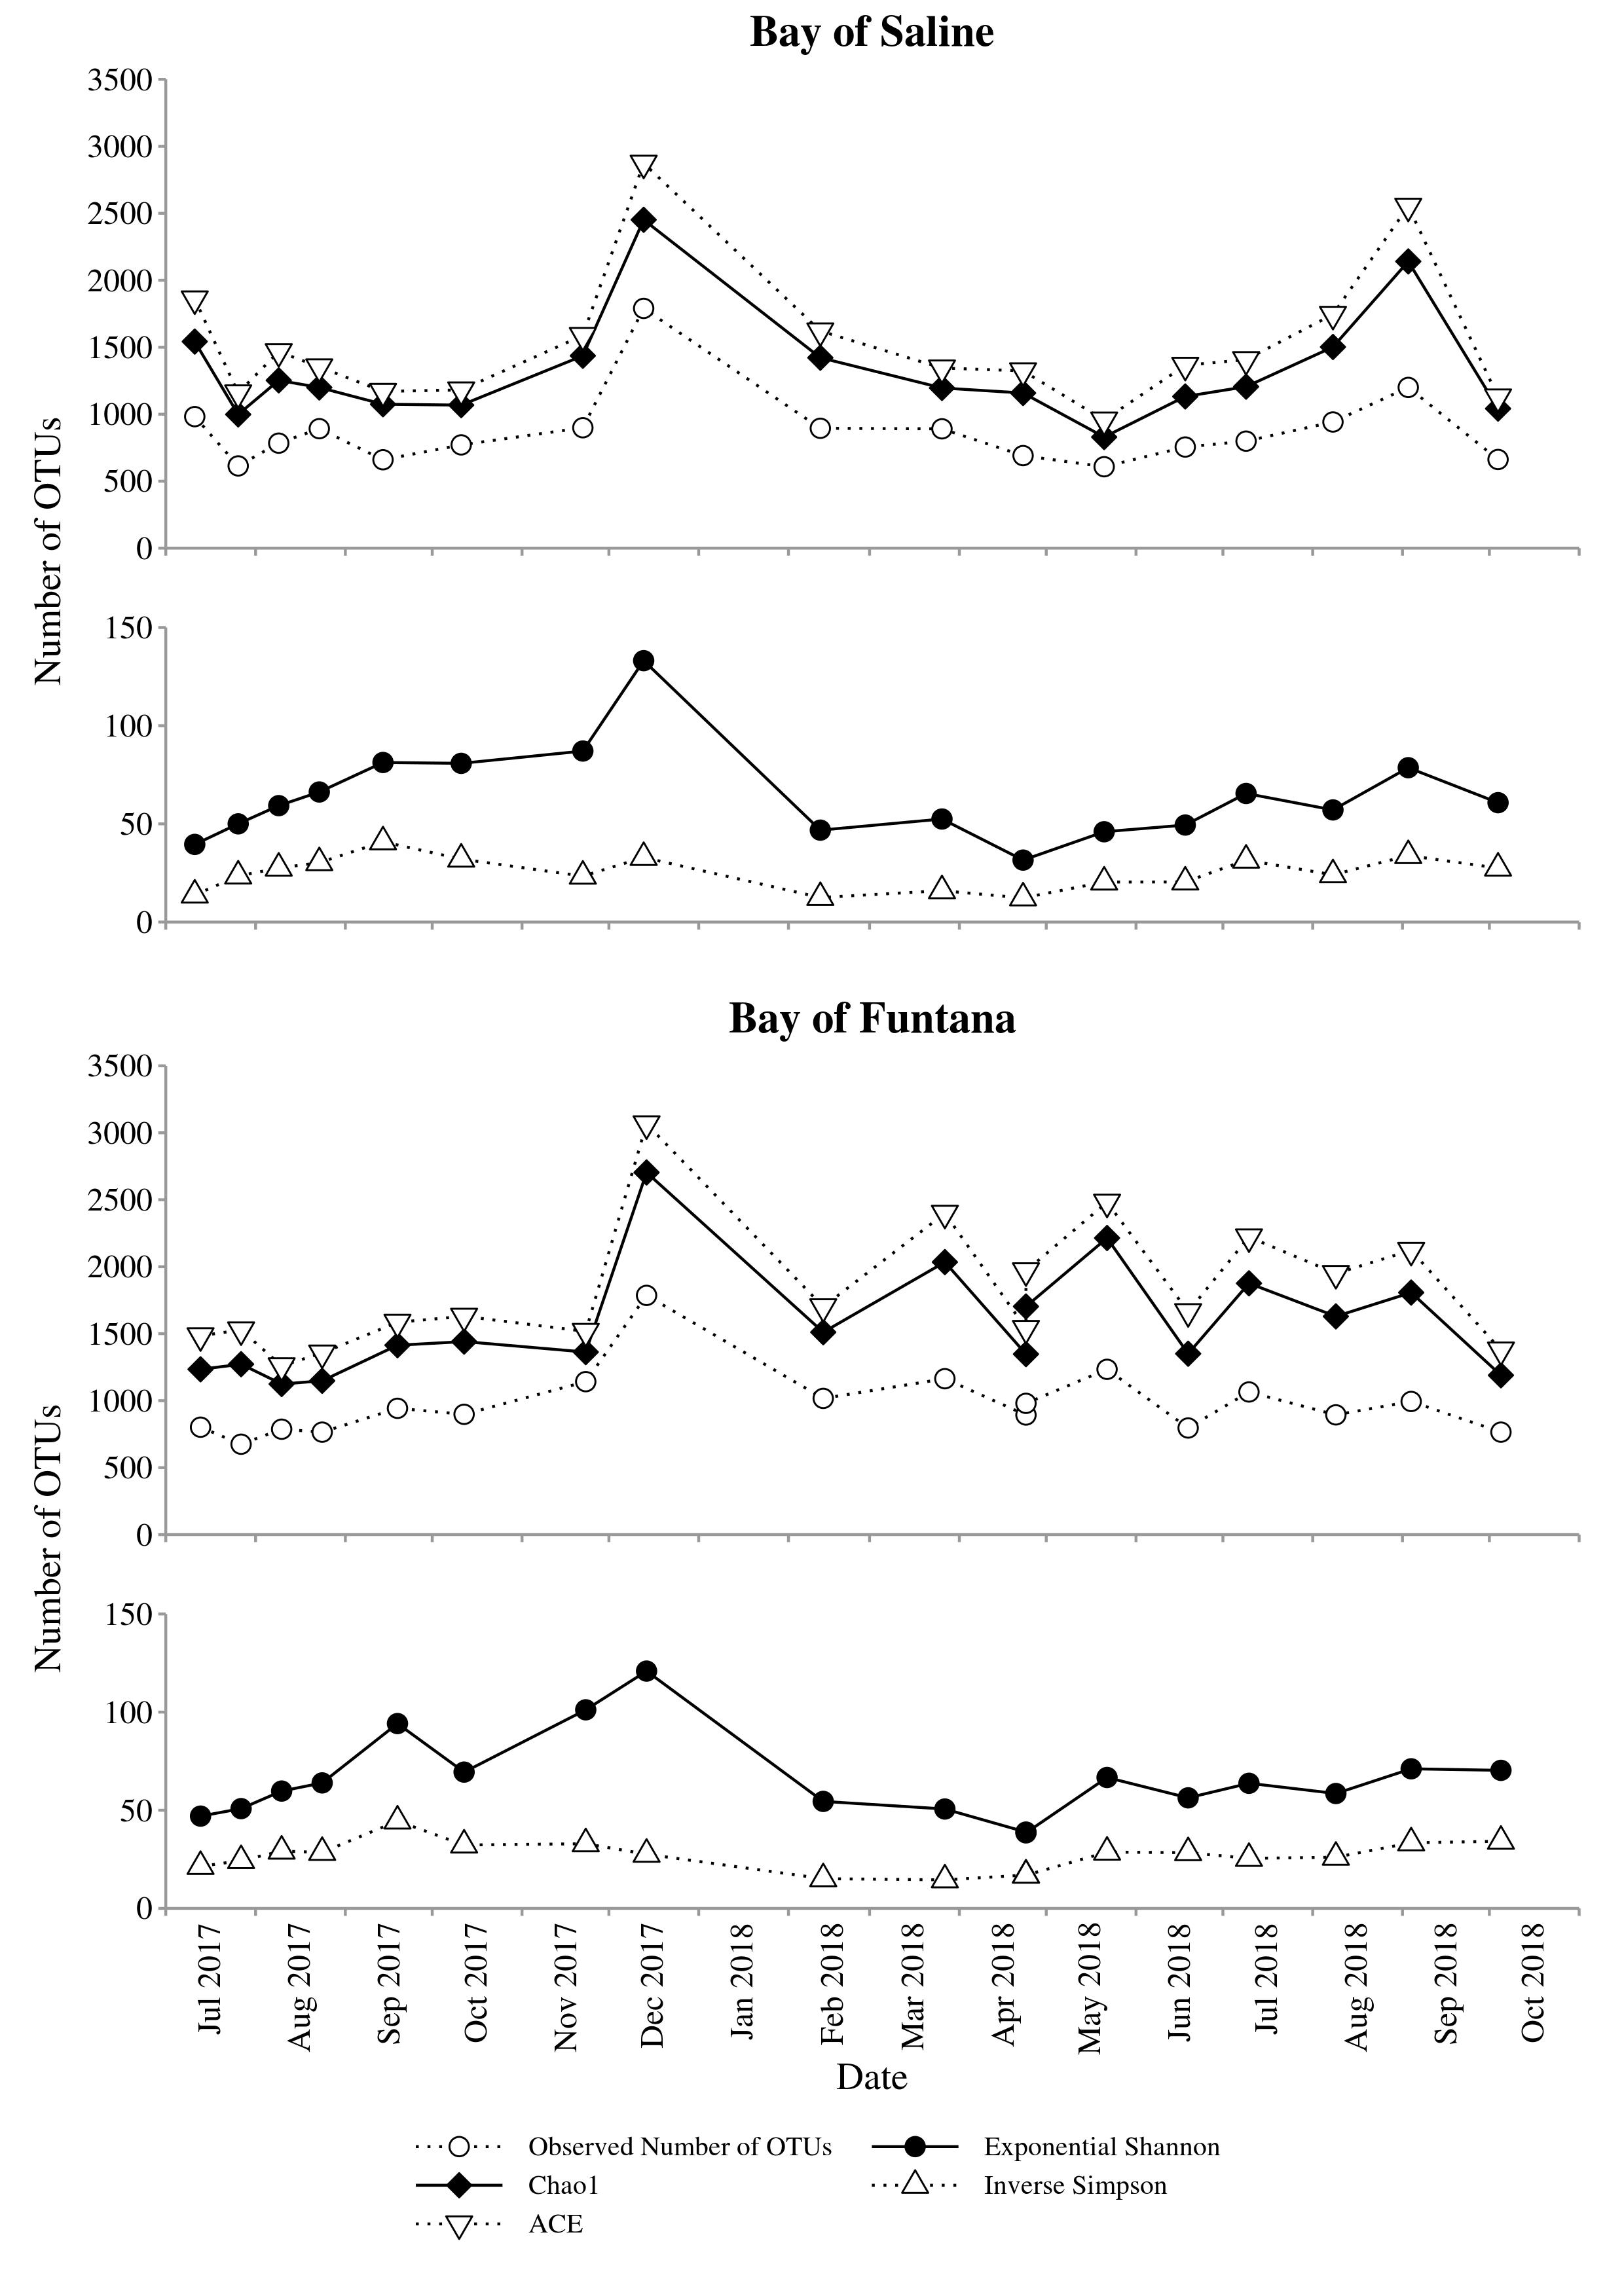 Bay of Saline
3500
3000
2500
2000
1500
1000
500
0
Number of OTUs
150
100
50
0
Bay of Funtana
3500
3000
2500
2000
1500
1000
500
0
Number of OTUs
150
100
50
0
Jul 2017
Aug 2017
Sep 2017
Oct 2017
Nov 2017
Dec 2017
Jan 2018
Feb 2018
Mar 2018
Apr 2018
May 2018
Jun 2018
Jul 2018
Aug 2018
Sep 2018
Oct 2018
Date
Observed Number of OTUs
Exponential Shannon
Chao1
Inverse Simpson
ACE